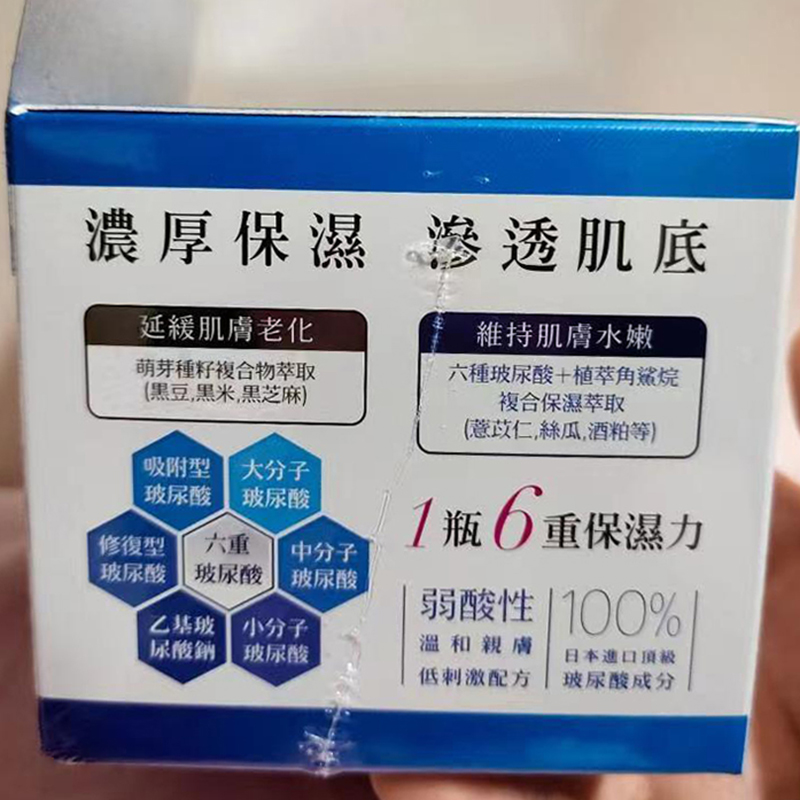 濃厚保濕 滲透肌底
延緩肌膚老化
萌芽種籽複合物萃取
(黑豆,黑米,黑芝麻)
維持肌膚水嫩
六種玻尿酸+植萃角鯊烷
複合保濕萃取
(薏苡仁,絲瓜,酒粕等)
吸附型
玻尿酸
大分子
玻尿酸
修復型
玻尿酸
六重
玻尿酸
中分子
玻尿酸
乙基玻
尿酸鈉
小分子
玻尿酸
1瓶6重保濕力
弱酸性
溫和親膚
低刺激配方
100%
日本進口頂級
玻尿酸成分